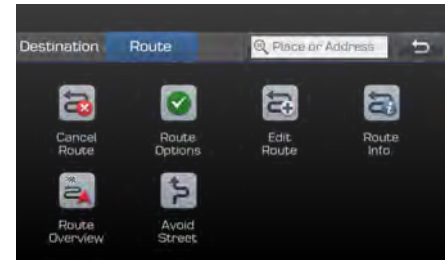 Destination
Route
Place or Address
Cancel
Route
Route
Options
Edit
Route
Route
Info.
Route
Overview
Avoid
Street